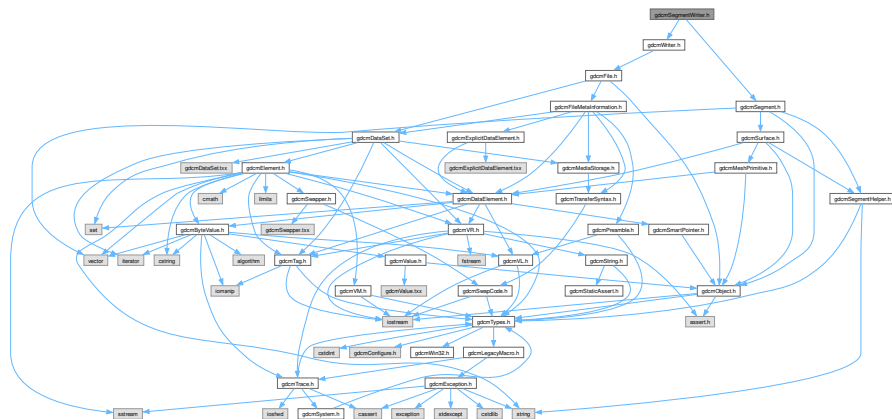 gdcmSegmentWriter.h
gdcmWriter.h
gdcmFile.h
gdcmFileMetaInformation.h
gdcmSegment.h
gdcmDataSet.h
gdcmExplicitDataElement.h
gdcmSurface.h
gdcmDataSet.txx
gdcmElement.h
gdcmExplicitDataElement.txx
gdcmMediaStorage.h
gdcmMeshPrimitive.h
set
cmath
limits
gdcmSwapper.h
gdcmDataElement.h
gdcmTransferSyntax.h
gdcmSegmentHelper.h
gdcmByteValue.h
gdcmSwapper.txx
gdcmVR.h
gdcmPreamble.h
gdcmSmartPointer.h
vector
iterator
cstring
algorithm
gdcmTag.h
gdcmValue.h
fstream
gdcmVL.h
gdcmString.h
iomanip
gdcmVM.h
gdcmValue.txx
gdcmSwapCode.h
gdcmStaticAssert.h
gdcmObject.h
iostream
gdcmTypes.h
assert.h
cstdint
gdcmConfigure.h
gdcmWin32.h
gdcmLegacyMacro.h
gdcmTrace.h
gdcmException.h
sstream
iosfwd
gdcmSystem.h
cassert
exception
stdexcept
cstdlib
string